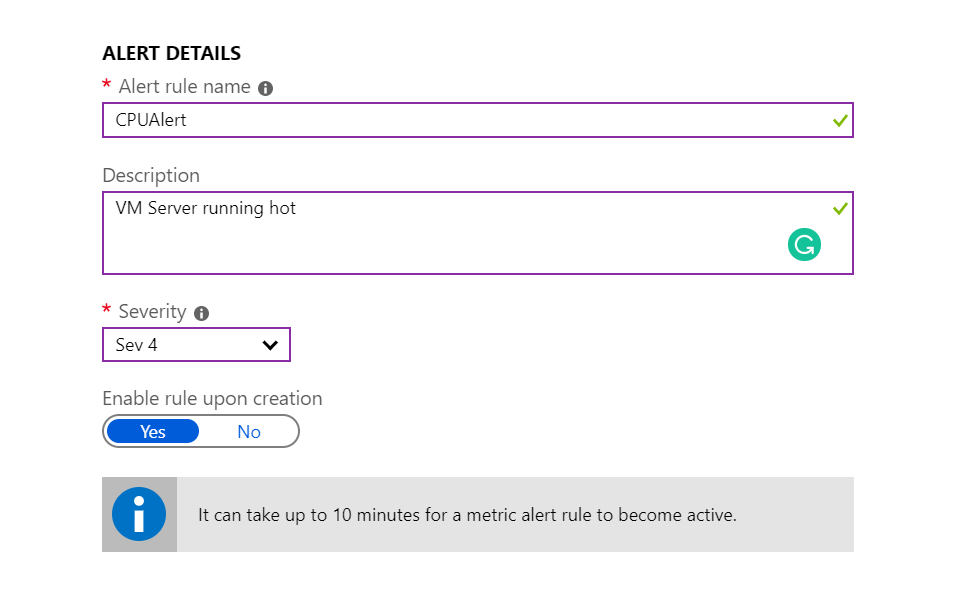 ALERT DETAILS
* Alert rule name
CPUAlert
Description
VM Server running hot
* Severity
Sev 4
Enable rule upon creation
Yes No
It can take up to 10 minutes for a metric alert rule to become active.